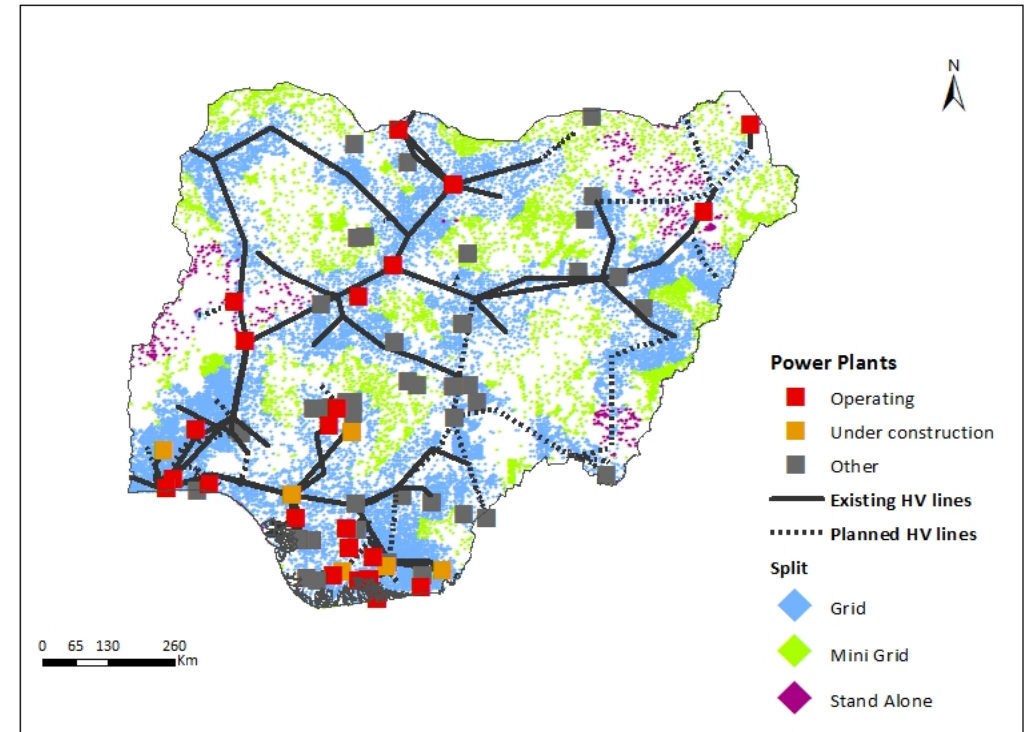 N
Power Plants
Operating
Under construction
Other
Existing HV lines
Planned HV lines
Split
Grid
Mini Grid
Stand Alone
0 65 130 260
Km